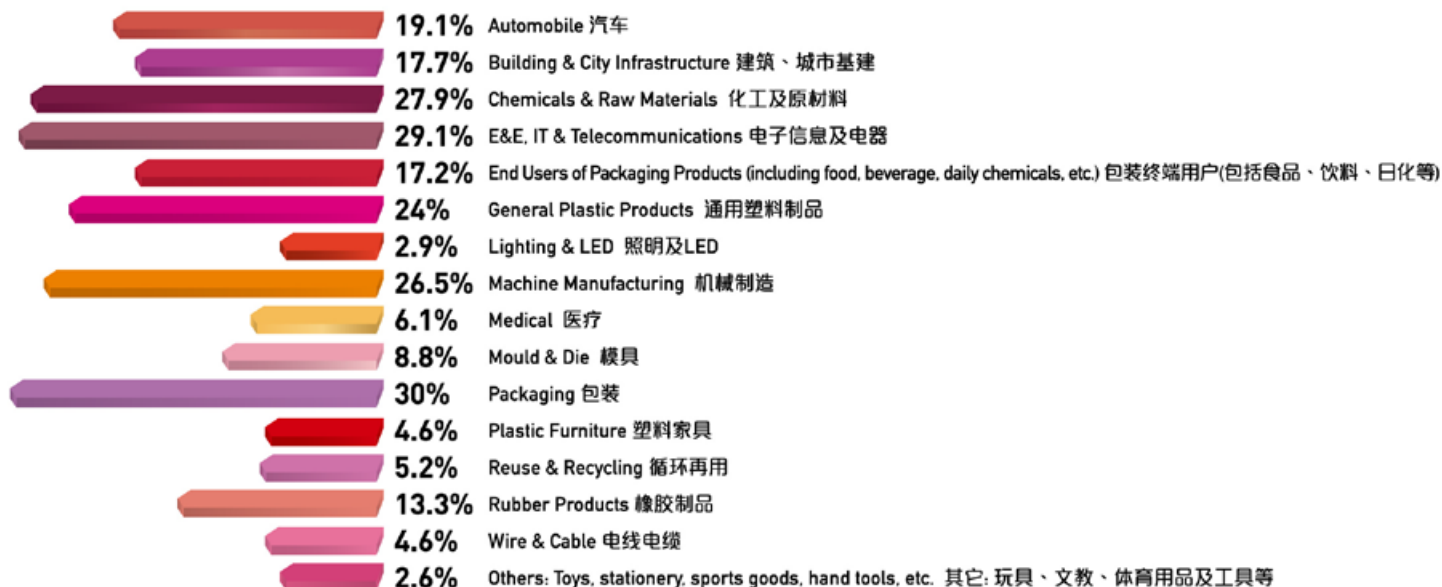 19.1% Automobile 汽车
17.7% Building & City Infrastructure 建筑、城市基建
27.9% Chemicals & Raw Materials 化工及原材料
29.1% E&E, IT & Telecommunications 电子信息及电器
17.2% End Users of Packaging Products (including food, beverage, daily chemicals, etc.) 包装终端用户(包括食品、饮料、日化等)
24% General Plastic Products 通用塑料制品
2.9% Lighting & LED 照明及LED
26.5% Machine Manufacturing 机械制造
6.1% Medical 医疗
8.8% Mould & Die 模具
30% Packaging 包装
4.6% Plastic Furniture 塑料家具
5.2% Reuse & Recycling 循环再用
13.3% Rubber Products 橡胶制品
4.6% Wire & Cable 电线电缆
2.6% Others: Toys, stationery, sports goods, hand tools, etc. 其它: 玩具、文教、体育用品及工具等